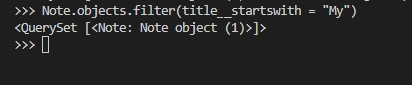 >>> Note.objects.filter(title__startswith = "My")
<QuerySet [<Note: Note object (1)>]>
>>>